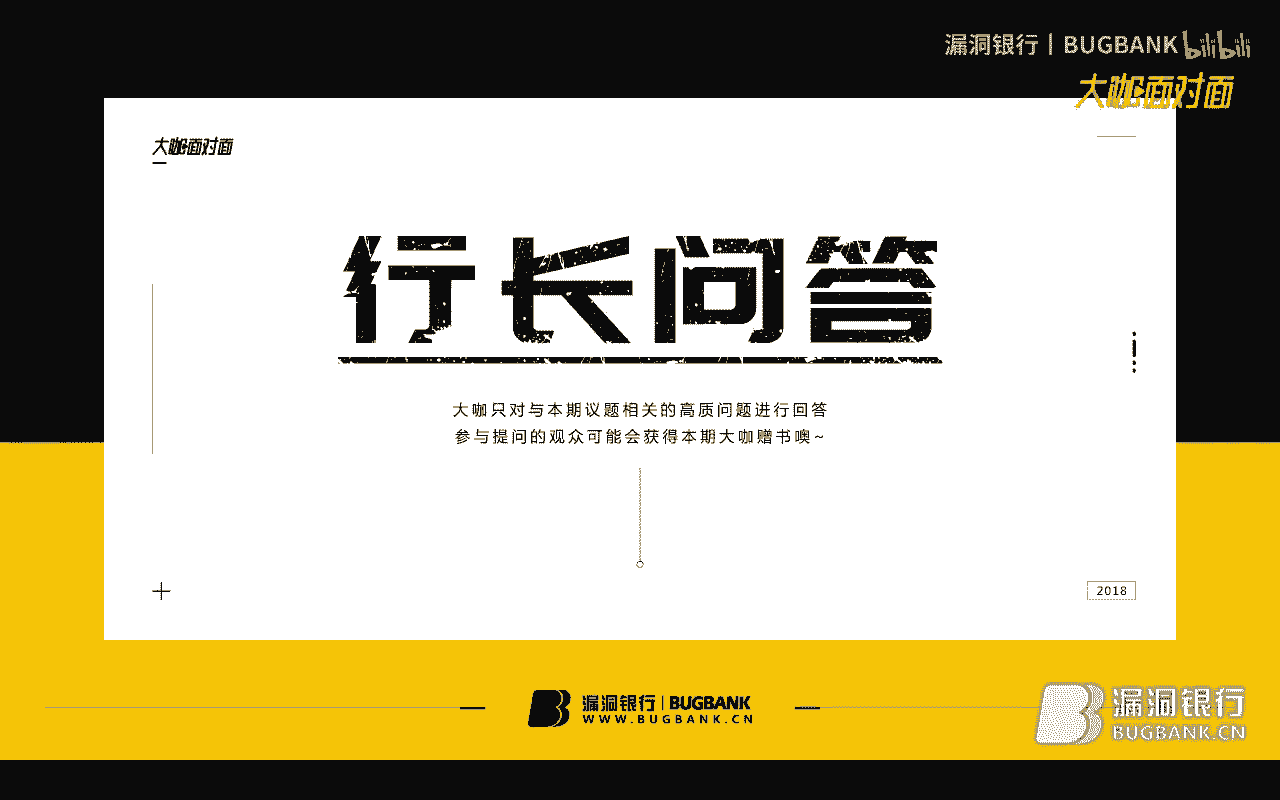 漏洞银行 | BUGBANK bilibili
大咖面对面
大咖面对面
行长问答
大咖只对与本期议题相关的高质问题进行回答
参与提问的观众可能会获得本期大咖赠书噢~
2018
漏洞银行 | BUGBANK
WWW.BUGBANK.CN
漏洞银行
BUGBANK.CN